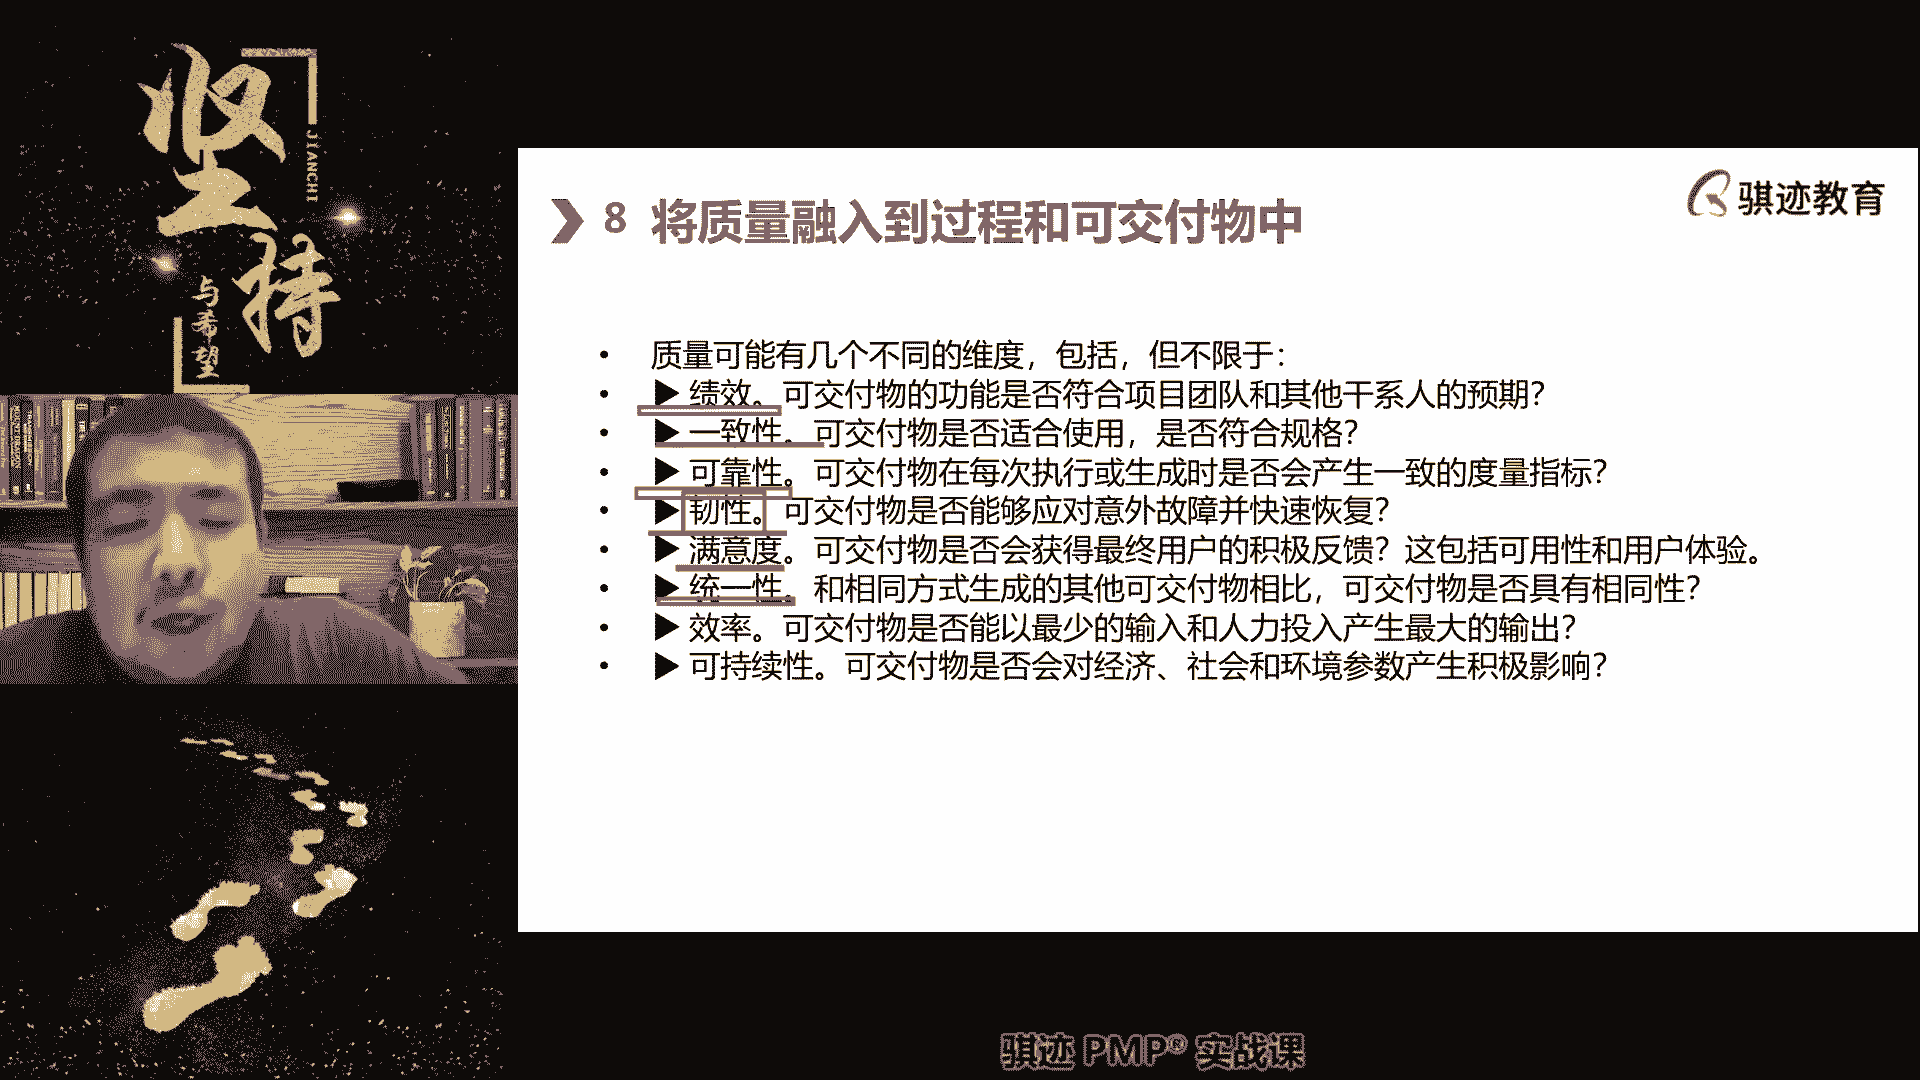 坚持
JIANCHI
与希望
骐迹教育
8 将质量融入到过程和可交付物中
• 质量可能有几个不同的维度，包括，但不限于：
• ▶ 绩效。可交付物的功能是否符合项目团队和其他干系人的预期？
• ▶ 一致性。可交付物是否适合使用，是否符合规格？
• ▶ 可靠性。可交付物在每次执行或生成时是否会产生一致的度量指标？
• ▶ 韧性。可交付物是否能够应对意外故障并快速恢复？
• ▶ 满意度。可交付物是否会获得最终用户的积极反馈？这包括可用性和用户体验。
• ▶ 统一性。和相同方式生成的其他可交付物相比，可交付物是否具有相同性？
• ▶ 效率。可交付物是否能以最少的输入和人力投入产生最大的输出？
• ▶ 可持续性。可交付物是否会对经济、社会和环境参数产生积极影响？
骐迹 PMP® 实战课